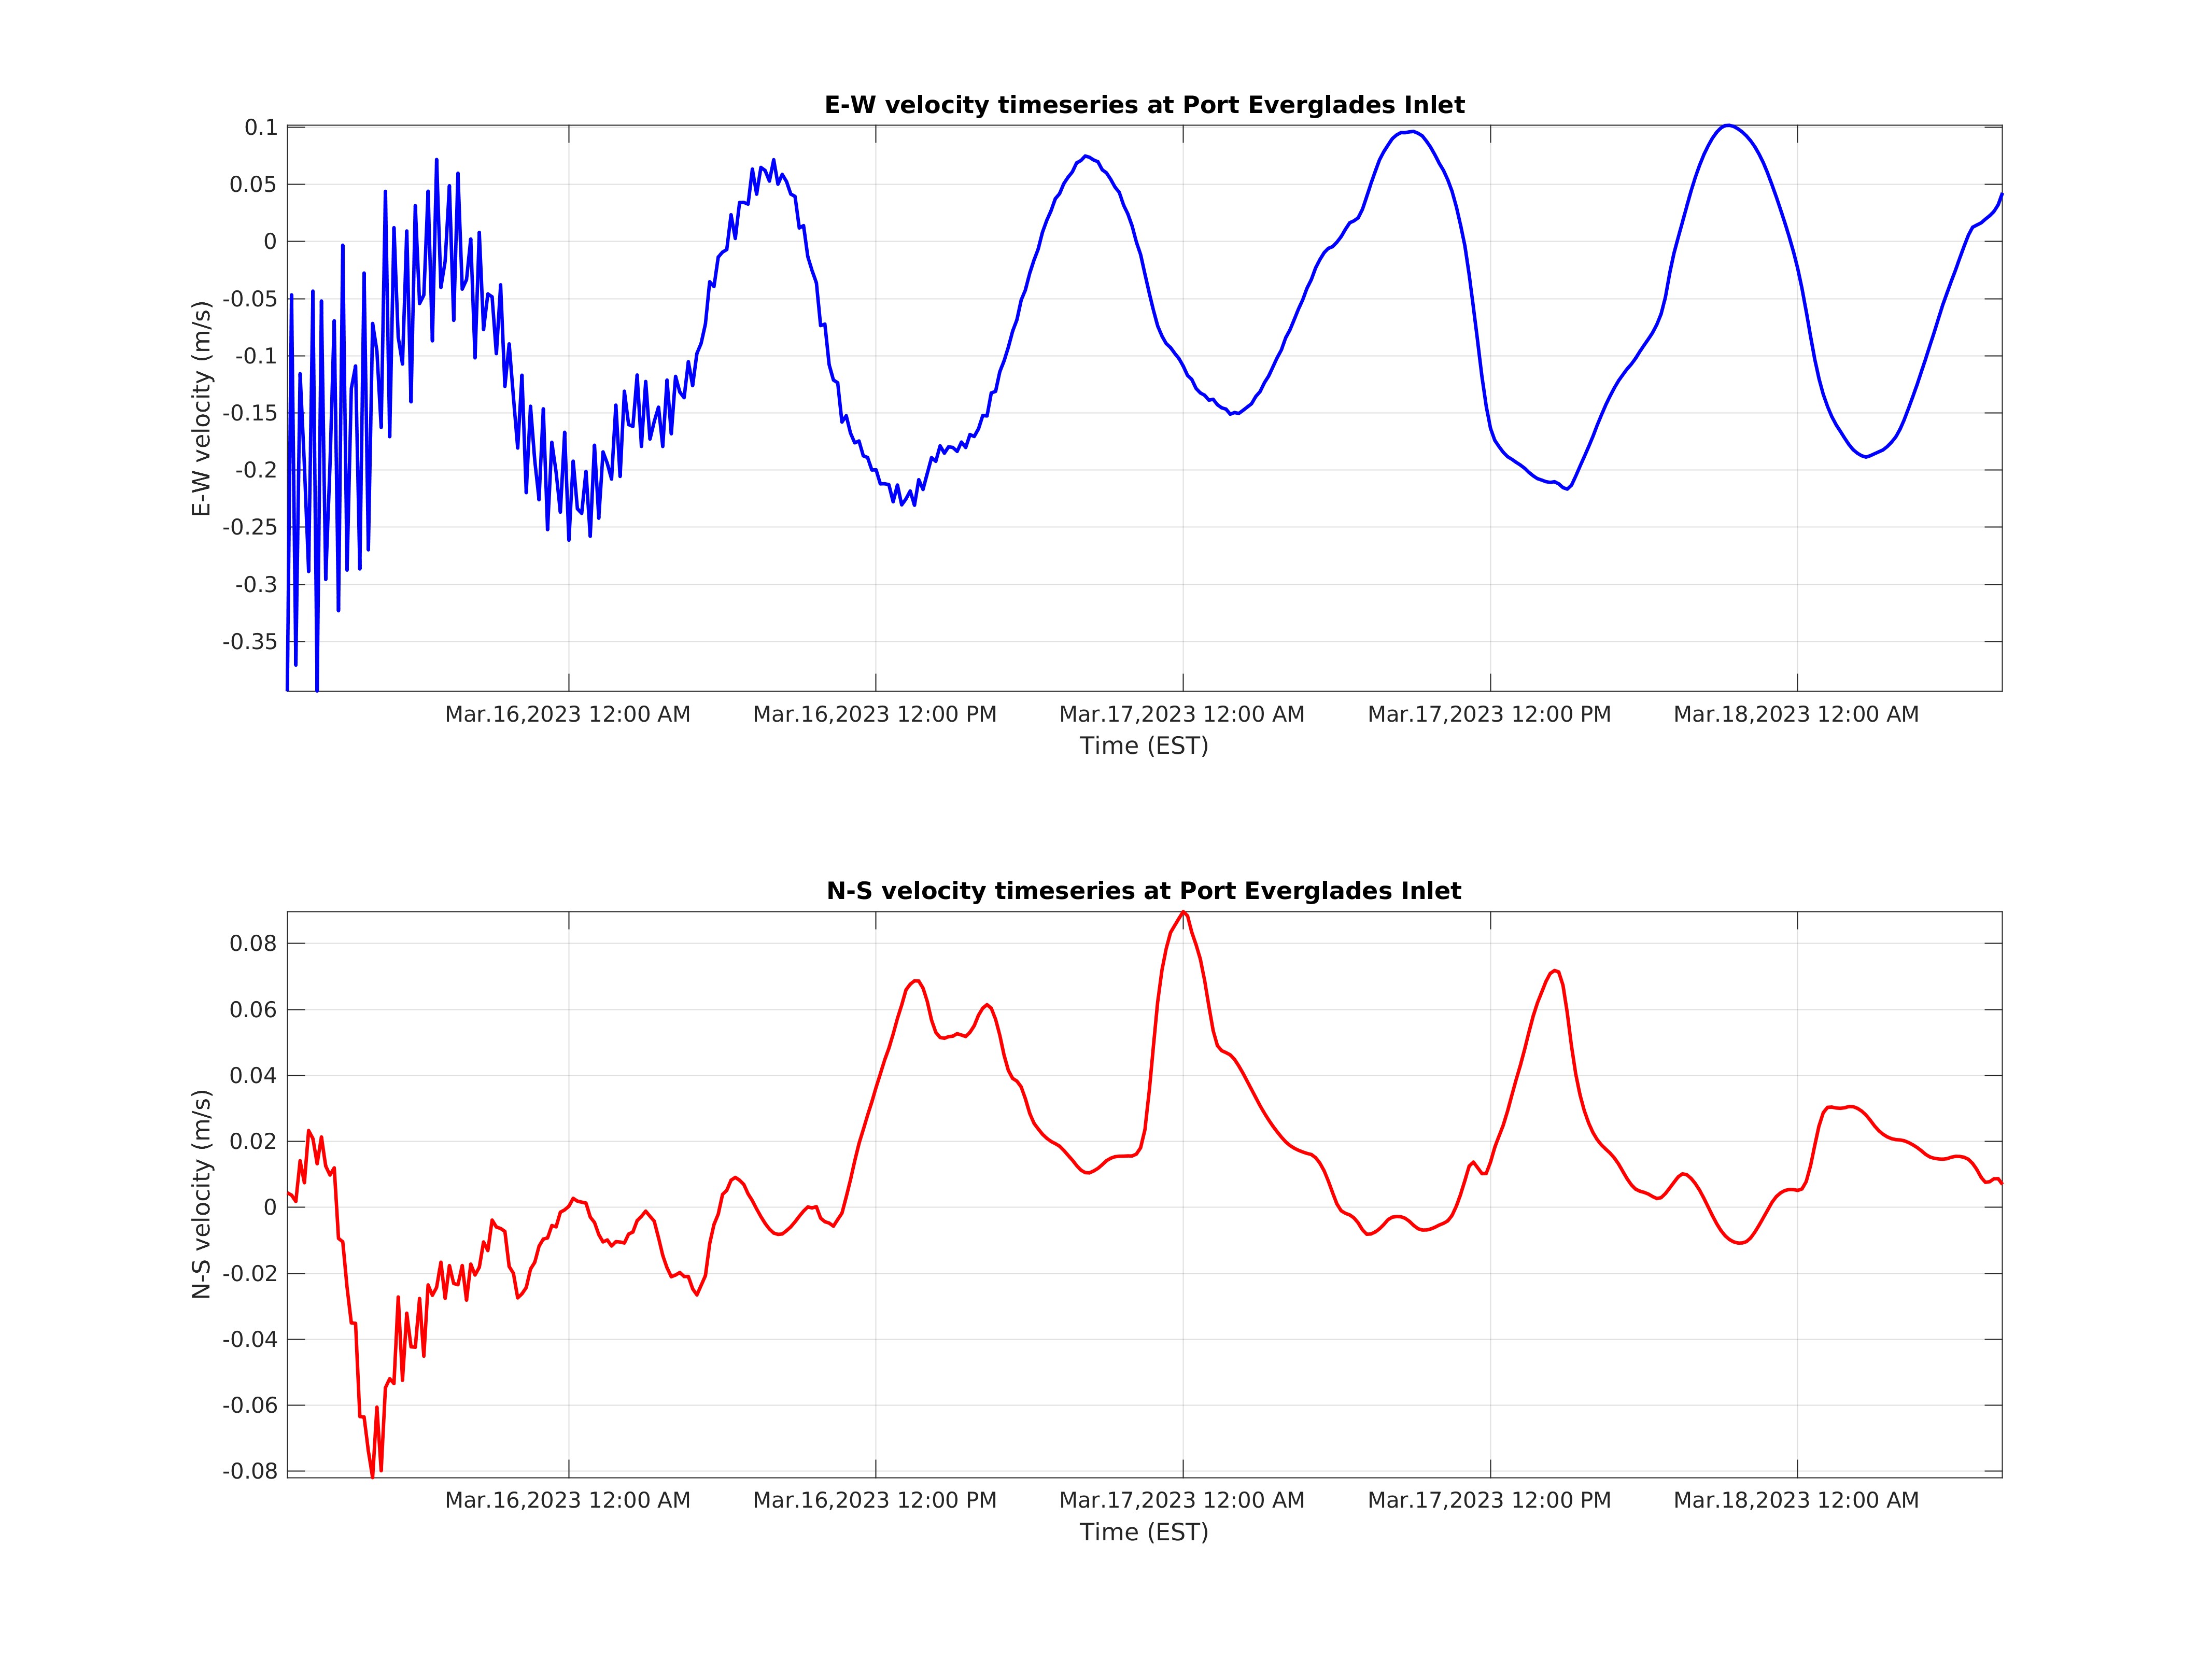 E-W velocity timeseries at Port Everglades Inlet
0.1
0.05
0
-0.05
-0.1
-0.15
-0.2
-0.25
-0.3
-0.35
E-W velocity (m/s)
Mar.16,2023 12:00 AM Mar.16,2023 12:00 PM Mar.17,2023 12:00 AM Mar.17,2023 12:00 PM Mar.18,2023 12:00 AM
Time (EST)
N-S velocity timeseries at Port Everglades Inlet
0.08
0.06
0.04
0.02
0
-0.02
-0.04
-0.06
-0.08
N-S velocity (m/s)
Mar.16,2023 12:00 AM Mar.16,2023 12:00 PM Mar.17,2023 12:00 AM Mar.17,2023 12:00 PM Mar.18,2023 12:00 AM
Time (EST)